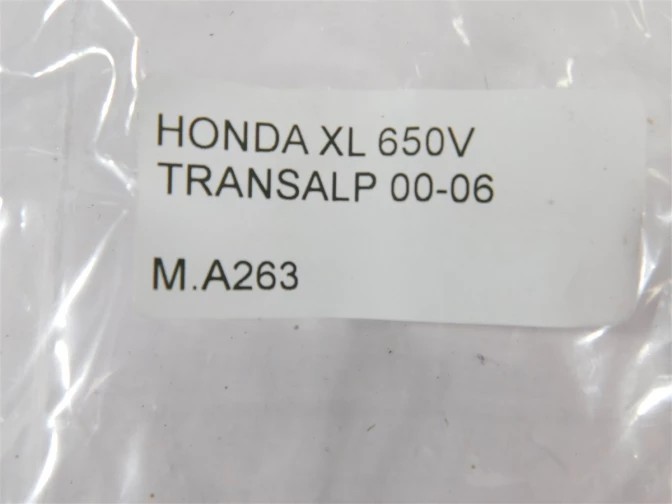 HONDA XL 650V
TRANSALP 00-06
M.A263